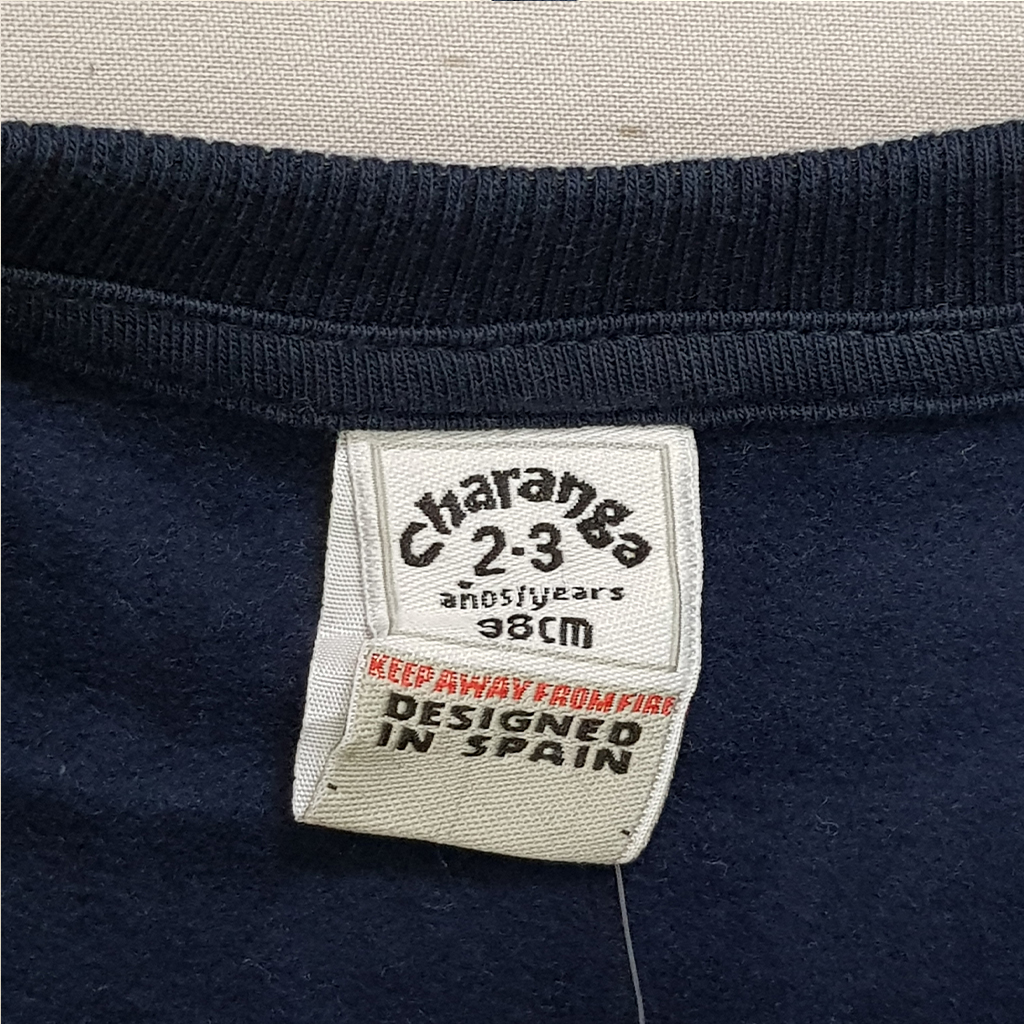 charanga
2-3
años/years
98cm
KEEP AWAY FROM FIRE
DESIGNED
IN SPAIN